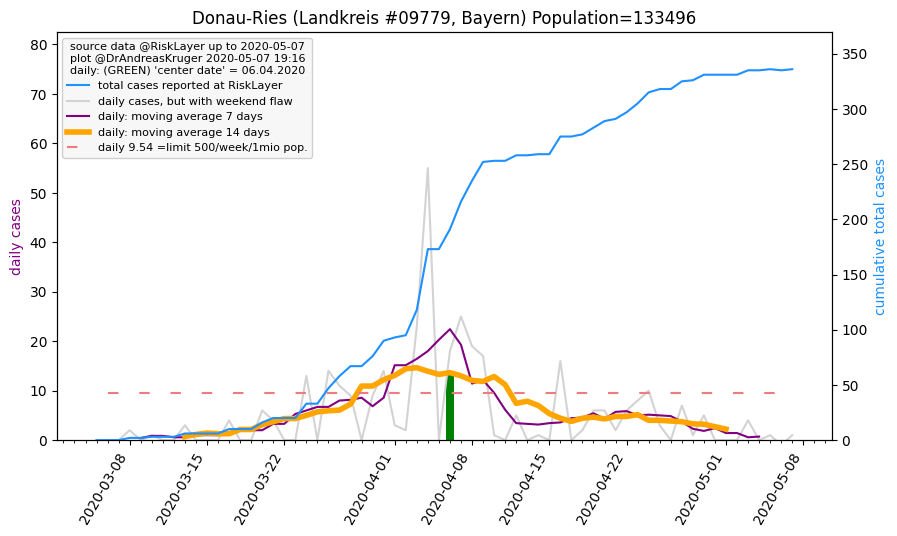 Donau-Ries (Landkreis #09779, Bayern) Population=133496
source data @RiskLayer up to 2020-05-07
plot @DrAndreasKruger 2020-05-07 19:16
daily: (GREEN) 'center date' = 06.04.2020
total cases reported at RiskLayer
daily cases, but with weekend flaw
daily: moving average 7 days
daily: moving average 14 days
daily 9.54 =limit 500/week/1mio pop.
daily cases
80
70
60
50
40
30
20
10
0
350
300
250
200
150
100
50
0
cumulative total cases
2020-03-08
2020-03-15
2020-03-22
2020-04-01
2020-04-08
2020-04-15
2020-04-22
2020-05-01
2020-05-08